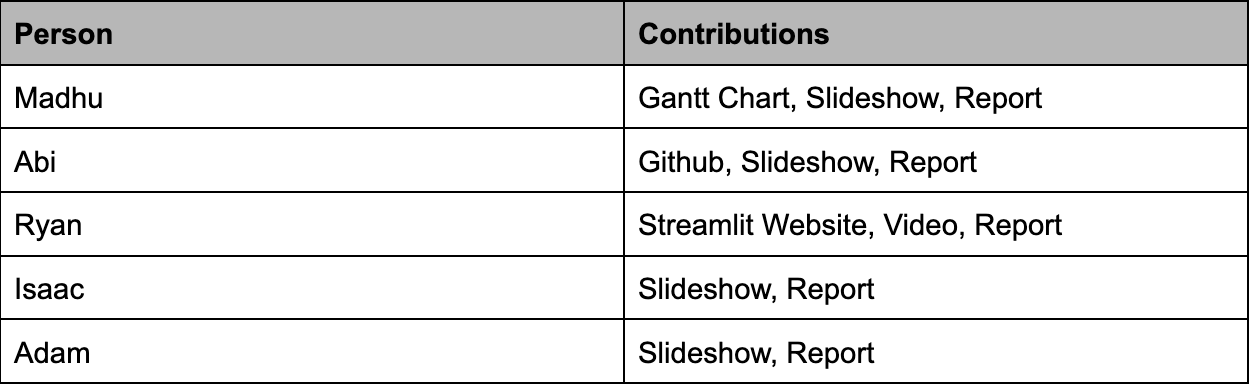 Person Contributions
Madhu Gantt Chart, Slideshow, Report
Abi Github, Slideshow, Report
Ryan Streamlit Website, Video, Report
Isaac Slideshow, Report
Adam Slideshow, Report